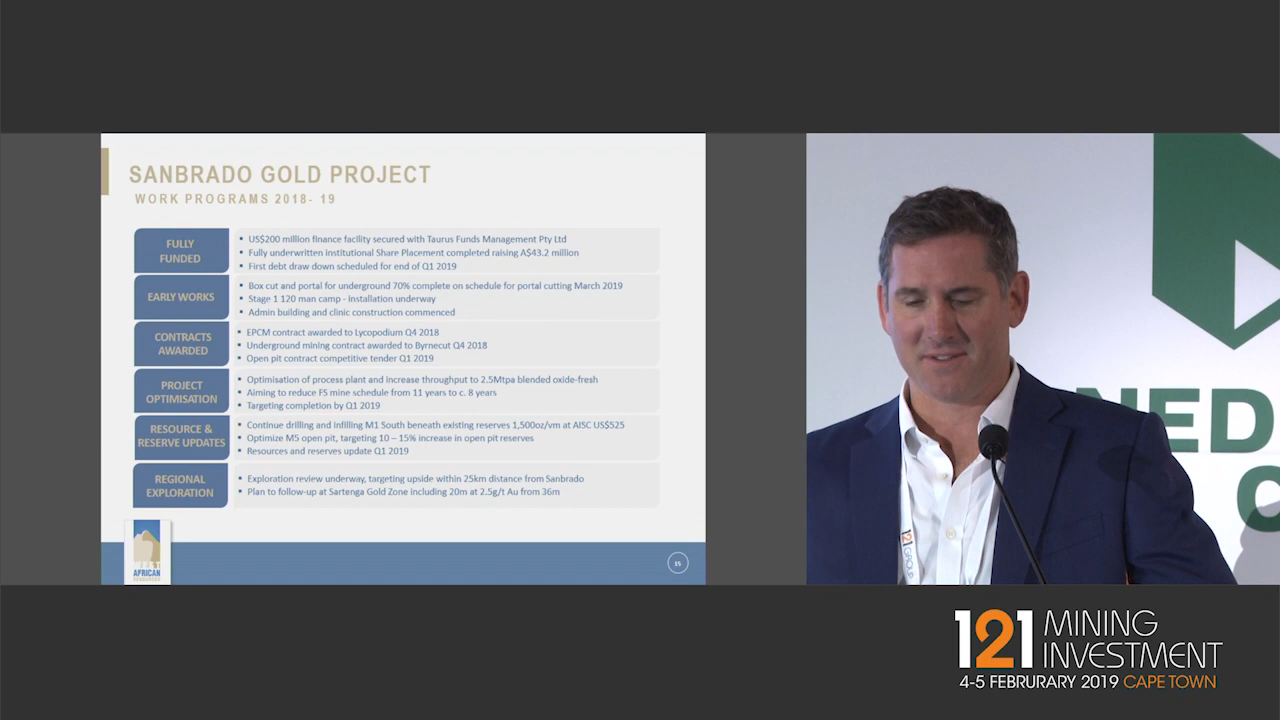 SANBRADO GOLD PROJECT
WORK PROGRAMS 2018- 19
FULLY
FUNDED
▪ US$200 million finance facility secured with Taurus Funds Management Pty Ltd
▪ Fully underwritten institutional Share Placement completed raising A$43.2 million
▪ First debt draw down scheduled for end of Q1 2019
EARLY WORKS
▪ Box cut and portal for underground 70% complete on schedule for portal cutting March 2019
▪ Stage 1 120 man camp - installation underway
▪ Admin building and clinic construction commenced
CONTRACTS
AWARDED
▪ EPCM contract awarded to Lycopodium Q4 2018
▪ Underground mining contract awarded to Byrnecut Q4 2018
▪ Open pit contract competitive tender Q1 2019
PROJECT
OPTIMISATION
▪ Optimisation of process plant and increase throughput to 2.5Mtpa blended oxide-fresh
▪ Aiming to reduce FS mine schedule from 11 years to c. 8 years
▪ Targeting completion by Q1 2019
RESOURCE &
RESERVE UPDATES
▪ Continue drilling and infilling M1 South beneath existing reserves 1,500oz/vm at AISC US$525
▪ Optimize M5 open pit, targeting 10 – 15% increase in open pit reserves
▪ Resources and reserves update Q1 2019
REGIONAL
EXPLORATION
▪ Exploration review underway, targeting upside within 25km distance from Sanbrado
▪ Plan to follow-up at Sartenga Gold Zone including 20m at 2.5g/t Au from 36m
AFRICAN
RESOURCES
15
NED
C
121 GROUP
121 MINING
INVESTMENT
4-5 FEBRURARY 2019 CAPE TOWN